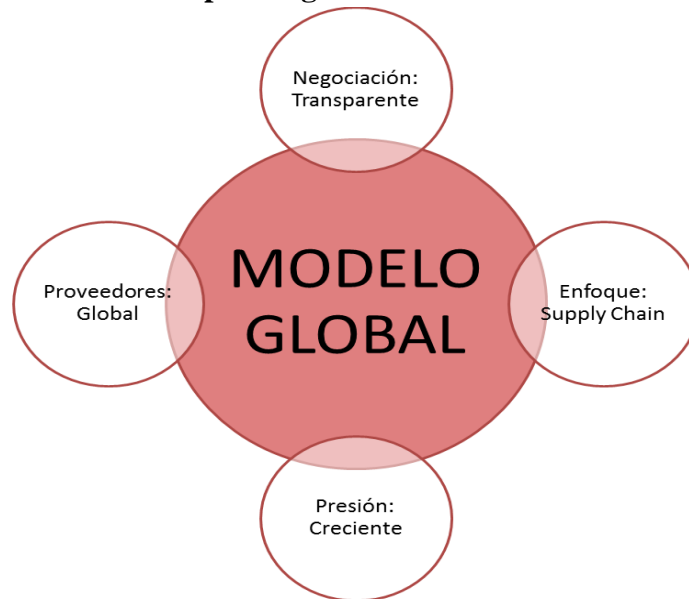 Negociación:
Transparente
Proveedores:
Global
MODELO
GLOBAL
Enfoque:
Supply Chain
Presión:
Creciente